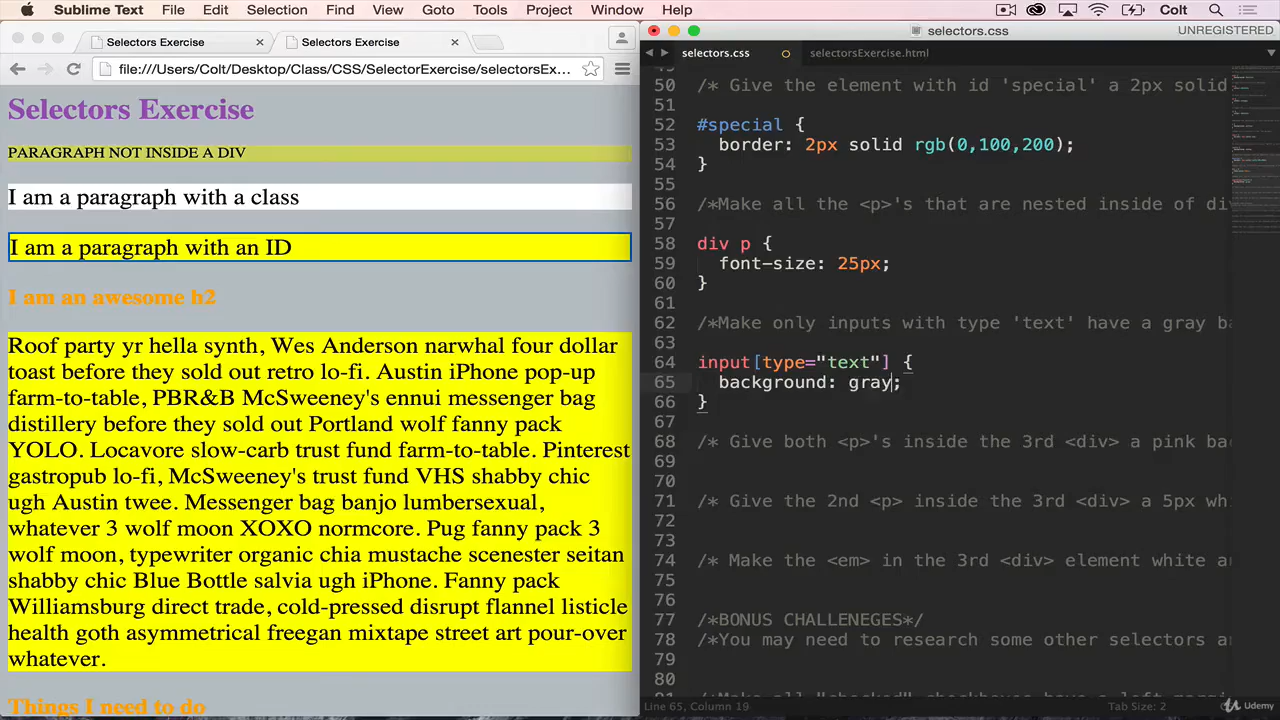 Sublime Text File Edit Selection Find View Goto Tools Project Window Help Colt
Selectors Exercise
Selectors Exercise
file:///Users/Colt/Desktop/Class/CSS/SelectorExercise/selectorsEx...
Selectors Exercise
PARAGRAPH NOT INSIDE A DIV
I am a paragraph with a class
I am a paragraph with an ID
I am an awesome h2
Roof party yr hella synth, Wes Anderson narwhal four dollar
toast before they sold out retro lo-fi. Austin iPhone pop-up
farm-to-table, PBR&B McSweeney's ennui messenger bag
distillery before they sold out Portland wolf fanny pack
YOLO. Locavore slow-carb trust fund farm-to-table. Pinterest
gastropub lo-fi, McSweeney's trust fund VHS shabby chic
ugh Austin twee. Messenger bag banjo lumbersexual,
whatever 3 wolf moon XOXO normcore. Pug fanny pack 3
wolf moon, typewriter organic chia mustache scenester seitan
shabby chic Blue Bottle salvia ugh iPhone. Fanny pack
Williamsburg direct trade, cold-pressed disrupt flannel listicle
health goth asymmetrical freegan mixtape street art pour-over
whatever.
Things I need to do
selectors.css
UNREGISTERED
selectors.css
selectorsExercise.html
50 /* Give the element with id 'special' a 2px solid
51
52 #special {
53 border: 2px solid rgb(0,100,200);
54 }
55
56 /*Make all the <p>'s that are nested inside of div
57
58 div p {
59 font-size: 25px;
60 }
61
62 /*Make only inputs with type 'text' have a gray ba
63
64 input[type="text"] {
65 background: gray;
66 }
67
68 /* Give both <p>'s inside the 3rd <div> a pink bac
69
70
71 /* Give the 2nd <p> inside the 3rd <div> a 5px whi
72
73
74 /* Make the <em> in the 3rd <div> element white an
75
76
77 /*BONUS CHALLENEGES*/
78 /*You may need to research some other selectors an
79
80
81 /*Make all "checked" checkboxes have a left margin
Line 65, Column 19
Tab Size: 2
Udemy